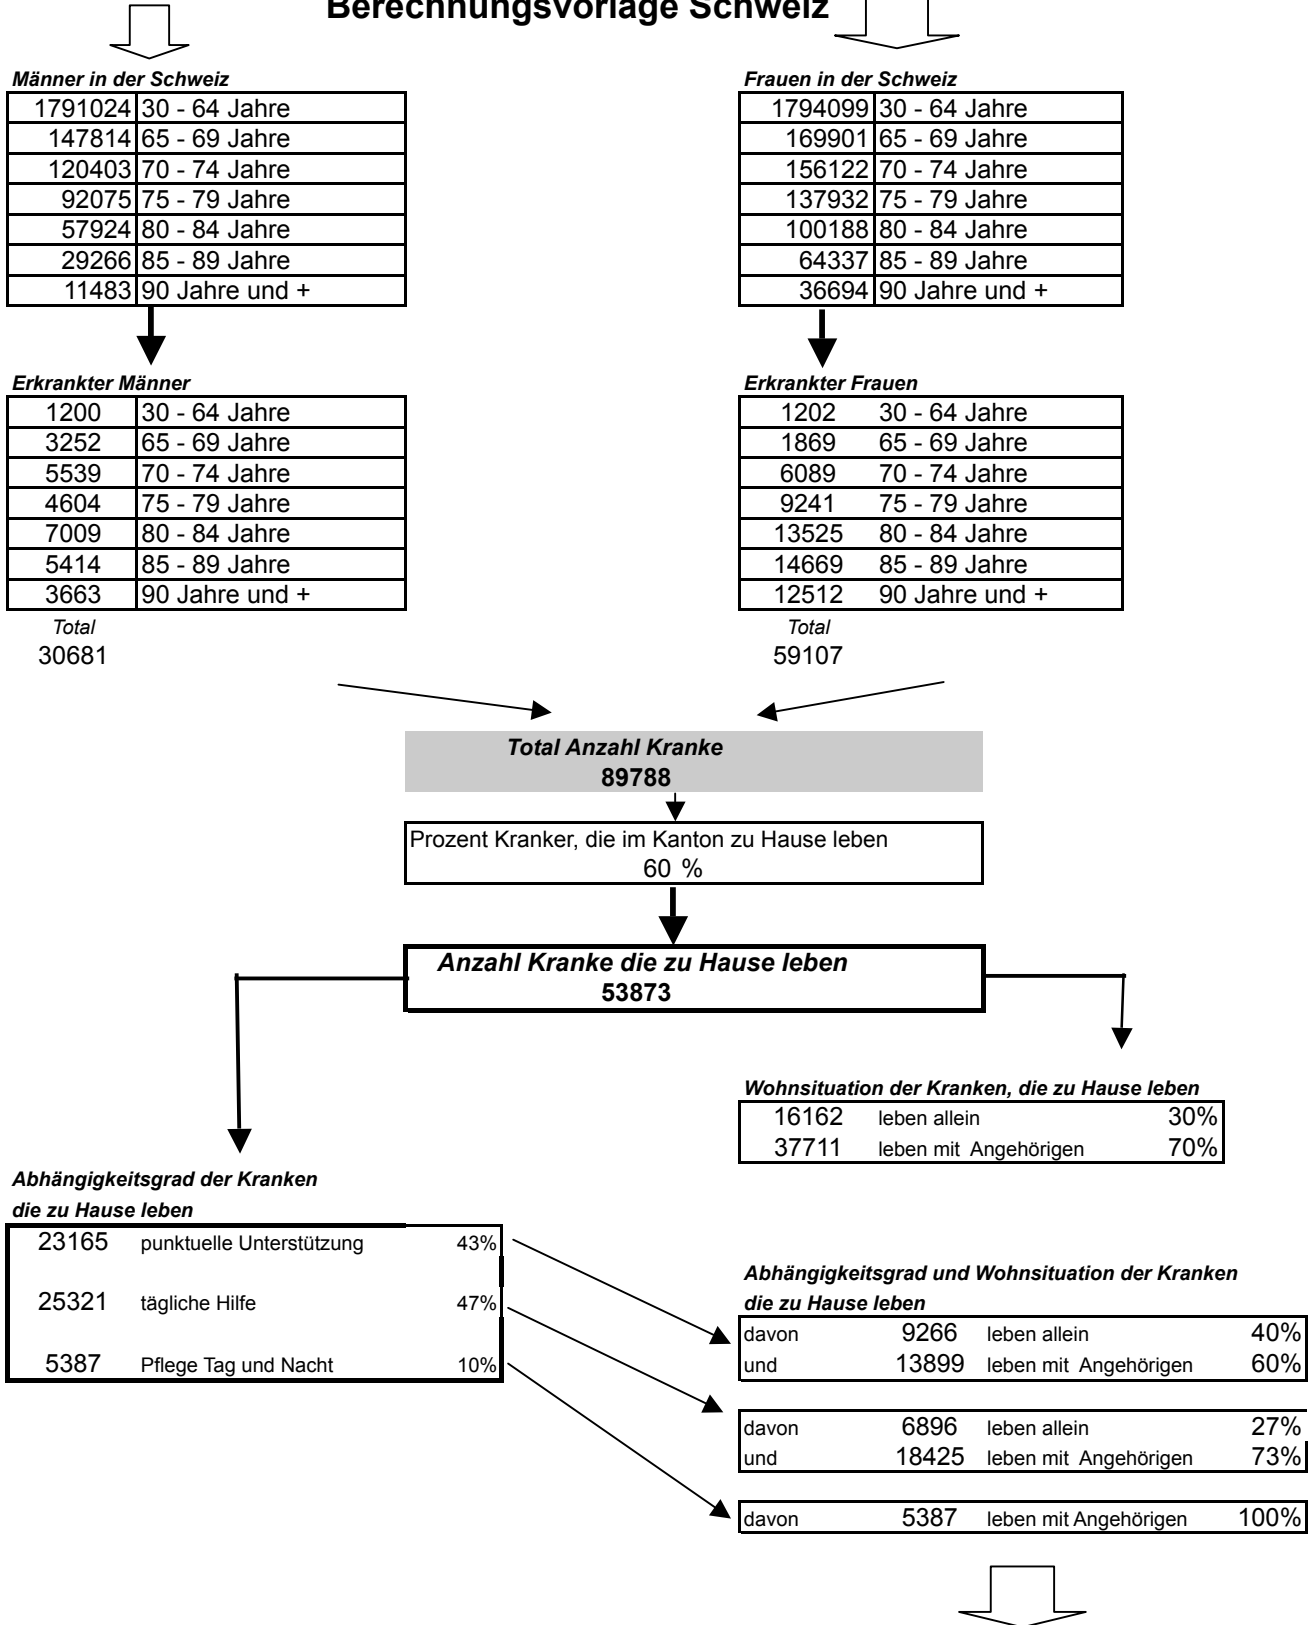 Berechnungsvorlage Schweiz
Männer in der Schweiz
1791024 30 - 64 Jahre
147814 65 - 69 Jahre
120403 70 - 74 Jahre
92075 75 - 79 Jahre
57924 80 - 84 Jahre
29266 85 - 89 Jahre
11483 90 Jahre und +
Frauen in der Schweiz
1794099 30 - 64 Jahre
169901 65 - 69 Jahre
156122 70 - 74 Jahre
137932 75 - 79 Jahre
100188 80 - 84 Jahre
64337 85 - 89 Jahre
36694 90 Jahre und +
Erkrankter Männer
1200 30 - 64 Jahre
3252 65 - 69 Jahre
5539 70 - 74 Jahre
4604 75 - 79 Jahre
7009 80 - 84 Jahre
5414 85 - 89 Jahre
3663 90 Jahre und +
Total
30681
Erkrankter Frauen
1202 30 - 64 Jahre
1869 65 - 69 Jahre
6089 70 - 74 Jahre
9241 75 - 79 Jahre
13525 80 - 84 Jahre
14669 85 - 89 Jahre
12512 90 Jahre und +
Total
59107
Total Anzahl Kranke
89788
Prozent Kranker, die im Kanton zu Hause leben
60 %
Anzahl Kranke die zu Hause leben
53873
Wohnsituation der Kranken, die zu Hause leben
16162 leben allein 30%
37711 leben mit Angehörigen 70%
Abhängigkeitsgrad der Kranken
die zu Hause leben
23165 punktuelle Unterstützung 43%
25321 tägliche Hilfe 47%
5387 Pflege Tag und Nacht 10%
Abhängigkeitsgrad und Wohnsituation der Kranken
die zu Hause leben
davon 9266 leben allein 40%
und 13899 leben mit Angehörigen 60%
davon 6896 leben allein 27%
und 18425 leben mit Angehörigen 73%
davon 5387 leben mit Angehörigen 100%